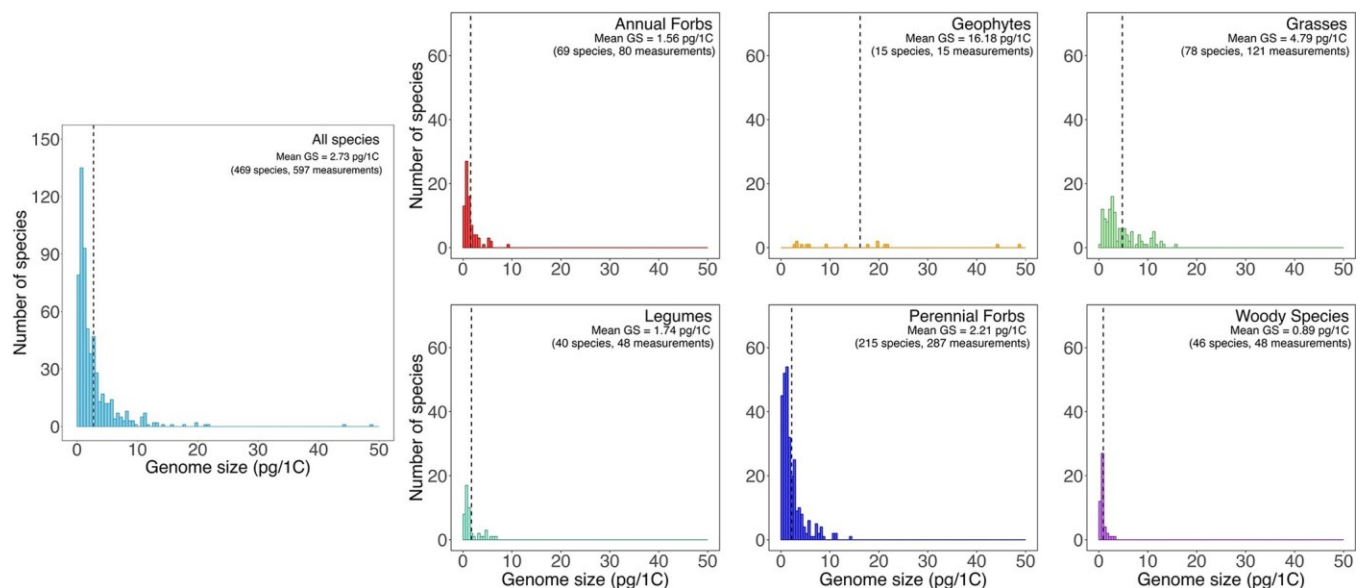 All species
Mean GS = 2.73 pg/1C
(469 species, 597 measurements)
Number of species
150
120
90
60
30
0
0 10 20 30 40 50
Genome size (pg/1C)
Annual Forbs
Mean GS = 1.56 pg/1C
(69 species, 80 measurements)
Number of species
60
40
20
0
0 10 20 30 40 50
Geophytes
Mean GS = 16.18 pg/1C
(15 species, 15 measurements)
60
40
20
0
0 10 20 30 40 50
Grasses
Mean GS = 4.79 pg/1C
(78 species, 121 measurements)
60
40
20
0
0 10 20 30 40 50
Legumes
Mean GS = 1.74 pg/1C
(40 species, 48 measurements)
Number of species
60
40
20
0
0 10 20 30 40 50
Genome size (pg/1C)
Perennial Forbs
Mean GS = 2.21 pg/1C
(215 species, 287 measurements)
60
40
20
0
0 10 20 30 40 50
Genome size (pg/1C)
Woody Species
Mean GS = 0.89 pg/1C
(46 species, 48 measurements)
60
40
20
0
0 10 20 30 40 50
Genome size (pg/1C)